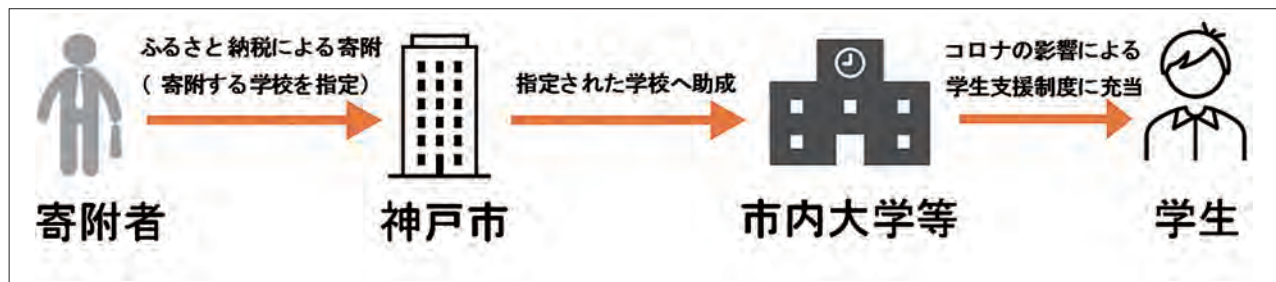 ふるさと納税による寄附
(寄附する学校を指定)
指定された学校へ助成
コロナの影響による
学生支援制度に充当
寄附者
神戸市
市内大学等
学生